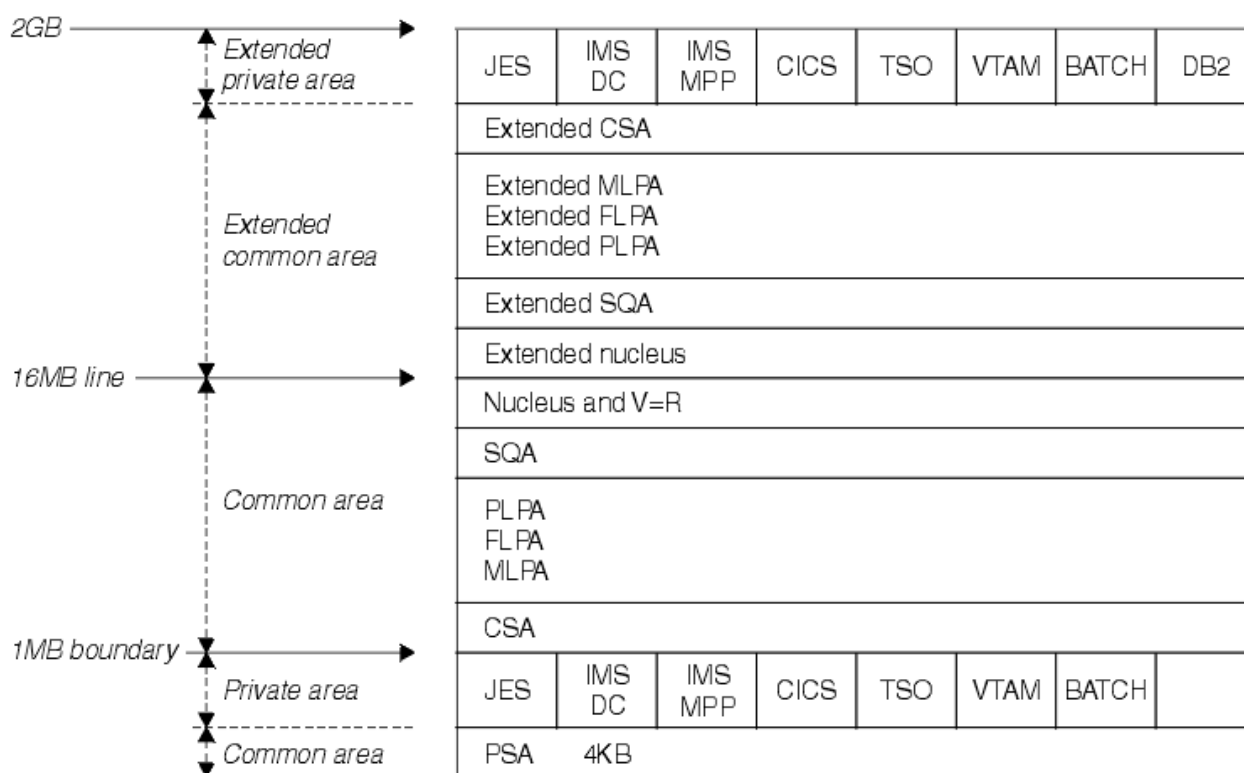 2GB
Extended
private area
JES
IMS
DC
IMS
MPP
CICS
TSO
VTAM
BATCH
DB2
Extended CSA
Extended
common area
Extended MLPA
Extended FLPA
Extended PLPA
Extended SQA
Extended nucleus
16MB line
Nucleus and V=R
SQA
Common area
PLPA
FLPA
MLPA
CSA
1MB boundary
Private area
JES
IMS
DC
IMS
MPP
CICS
TSO
VTAM
BATCH
Common area
PSA 4KB